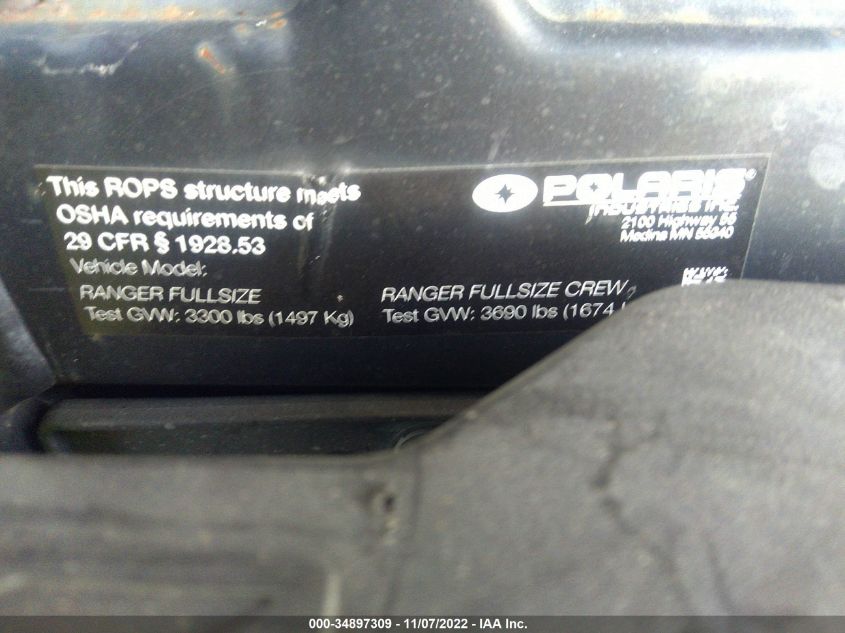 This ROPS structure meets
OSHA requirements of
29 CFR § 1928.53
Vehicle Model:
RANGER FULLSIZE
Test GVW: 3300 lbs (1497 Kg)
POLARIS®
INDUSTRIES INC.
2100 Highway 55
Medina MN 55340
RANGER FULLSIZE CREW
Test GVW: 3690 lbs (1674
000-34897309 - 11/07/2022 - IAA Inc.